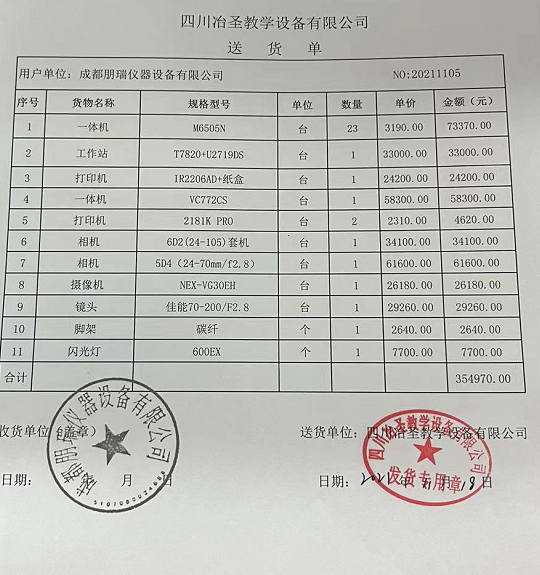 四川冶圣教学设备有限公司
送 货 单
用户单位：成都朋瑞仪器设备有限公司 NO:20211105
序号 货物名称 规格型号 单位 数量 单价 金额（元）
1 一体机 M6505N 台 23 3190.00 73370.00
2 工作站 T7820+U2719DS 台 1 33000.00 33000.00
3 打印机 IR2206AD+纸盒 台 1 24200.00 24200.00
4 一体机 VC772CS 台 1 58300.00 58300.00
5 打印机 2181K PRO 台 2 2310.00 4620.00
6 相机 6D2(24-105)套机 台 1 34100.00 34100.00
7 相机 5D4（24-70mm/f2.8) 台 1 61600.00 61600.00
8 摄像机 NEX-VG30EH 台 1 26180.00 26180.00
9 镜头 佳能70-200/F2.8 台 1 29260.00 29260.00
10 脚架 碳纤 个 1 2640.00 2640.00
11 闪光灯 600EX 个 1 7700.00 7700.00
合计 354970.00
收货单位（盖章） 送货单位：四川冶圣教学设备有限公司
日期： 月 日 日期：2021年11月18日
成都朋瑞仪器设备有限公司
四川冶圣教学设备有限公司
发货专用章